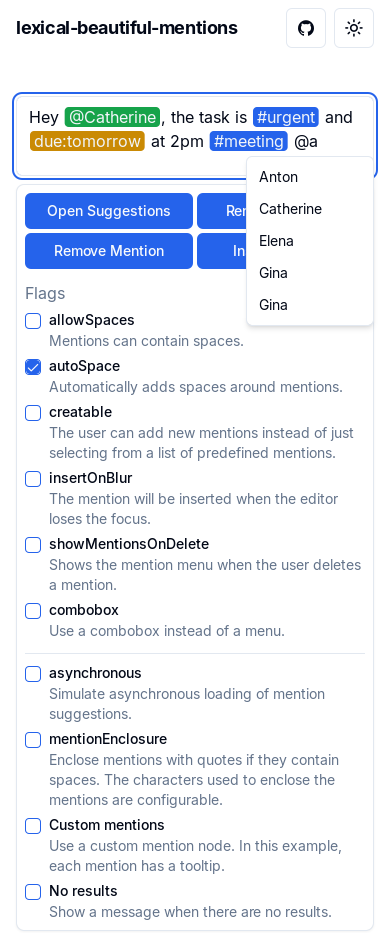 lexical-beautiful-mentions
Hey @Catherine, the task is #urgent and
due:tomorrow at 2pm #meeting @a
Anton
Catherine
Elena
Gina
Gina
Open Suggestions
Remove Mention
Flags
allowSpaces
Mentions can contain spaces.
autoSpace
Automatically adds spaces around mentions.
creatable
The user can add new mentions instead of just
selecting from a list of predefined mentions.
insertOnBlur
The mention will be inserted when the editor
loses the focus.
showMentionsOnDelete
Shows the mention menu when the user deletes
a mention.
combobox
Use a combobox instead of a menu.
asynchronous
Simulate asynchronous loading of mention
suggestions.
mentionEnclosure
Enclose mentions with quotes if they contain
spaces. The characters used to enclose the
mentions are configurable.
Custom mentions
Use a custom mention node. In this example,
each mention has a tooltip.
No results
Show a message when there are no results.